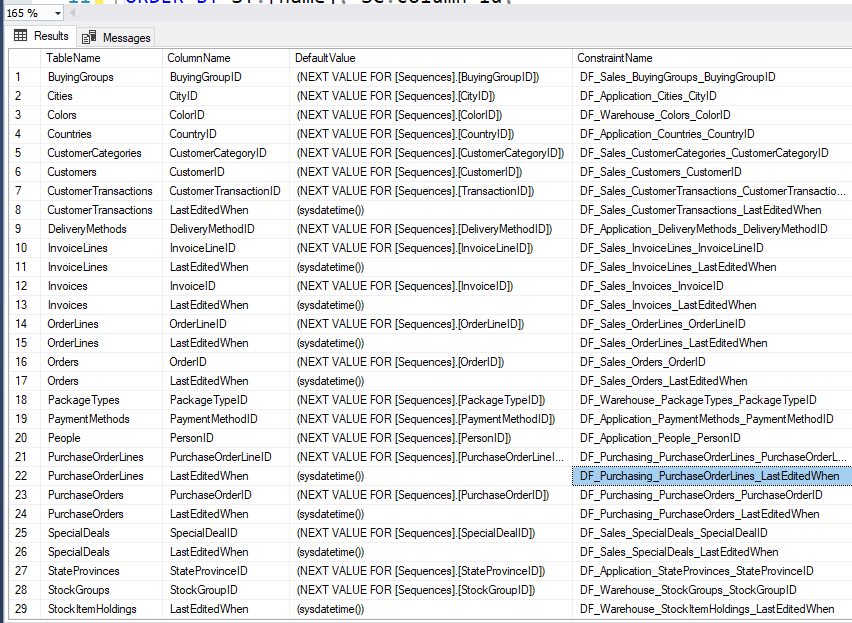 165 %
Results Messages
TableName ColumnName DefaultValue ConstraintName
1 BuyingGroups BuyingGroupID (NEXT VALUE FOR [Sequences].[BuyingGroupID]) DF_Sales_BuyingGroups_BuyingGroupID
2 Cities CityID (NEXT VALUE FOR [Sequences].[CityID]) DF_Application_Cities_CityID
3 Colors ColorID (NEXT VALUE FOR [Sequences].[ColorID]) DF_Warehouse_Colors_ColorID
4 Countries CountryID (NEXT VALUE FOR [Sequences].[CountryID]) DF_Application_Countries_CountryID
5 CustomerCategories CustomerCategoryID (NEXT VALUE FOR [Sequences].[CustomerCategoryID]) DF_Sales_CustomerCategories_CustomerCategoryID
6 Customers CustomerID (NEXT VALUE FOR [Sequences].[CustomerID]) DF_Sales_Customers_CustomerID
7 CustomerTransactions CustomerTransactionID (NEXT VALUE FOR [Sequences].[TransactionID]) DF_Sales_CustomerTransactions_CustomerTransactio...
8 CustomerTransactions LastEditedWhen (sysdatetime()) DF_Sales_CustomerTransactions_LastEditedWhen
9 DeliveryMethods DeliveryMethodID (NEXT VALUE FOR [Sequences].[DeliveryMethodID]) DF_Application_DeliveryMethods_DeliveryMethodID
10 InvoiceLines InvoiceLineID (NEXT VALUE FOR [Sequences].[InvoiceLineID]) DF_Sales_InvoiceLines_InvoiceLineID
11 InvoiceLines LastEditedWhen (sysdatetime()) DF_Sales_InvoiceLines_LastEditedWhen
12 Invoices InvoiceID (NEXT VALUE FOR [Sequences].[InvoiceID]) DF_Sales_Invoices_InvoiceID
13 Invoices LastEditedWhen (sysdatetime()) DF_Sales_Invoices_LastEditedWhen
14 OrderLines OrderLineID (NEXT VALUE FOR [Sequences].[OrderLineID]) DF_Sales_OrderLines_OrderLineID
15 OrderLines LastEditedWhen (sysdatetime()) DF_Sales_OrderLines_LastEditedWhen
16 Orders OrderID (NEXT VALUE FOR [Sequences].[OrderID]) DF_Sales_Orders_OrderID
17 Orders LastEditedWhen (sysdatetime()) DF_Sales_Orders_LastEditedWhen
18 PackageTypes PackageTypeID (NEXT VALUE FOR [Sequences].[PackageTypeID]) DF_Warehouse_PackageTypes_PackageTypeID
19 PaymentMethods PaymentMethodID (NEXT VALUE FOR [Sequences].[PaymentMethodID]) DF_Application_PaymentMethods_PaymentMethodID
20 People PersonID (NEXT VALUE FOR [Sequences].[PersonID]) DF_Application_People_PersonID
21 PurchaseOrderLines PurchaseOrderLineID (NEXT VALUE FOR [Sequences].[PurchaseOrderLineI... DF_Purchasing_PurchaseOrderLines_PurchaseOrderL...
22 PurchaseOrderLines LastEditedWhen (sysdatetime()) DF_Purchasing_PurchaseOrderLines_LastEditedWhen
23 PurchaseOrders PurchaseOrderID (NEXT VALUE FOR [Sequences].[PurchaseOrderID]) DF_Purchasing_PurchaseOrders_PurchaseOrderID
24 PurchaseOrders LastEditedWhen (sysdatetime()) DF_Purchasing_PurchaseOrders_LastEditedWhen
25 SpecialDeals SpecialDealID (NEXT VALUE FOR [Sequences].[SpecialDealID]) DF_Sales_SpecialDeals_SpecialDealID
26 SpecialDeals LastEditedWhen (sysdatetime()) DF_Sales_SpecialDeals_LastEditedWhen
27 StateProvinces StateProvinceID (NEXT VALUE FOR [Sequences].[StateProvinceID]) DF_Application_StateProvinces_StateProvinceID
28 StockGroups StockGroupID (NEXT VALUE FOR [Sequences].[StockGroupID]) DF_Warehouse_StockGroups_StockGroupID
29 StockItemHoldings LastEditedWhen (sysdatetime()) DF_Warehouse_StockItemHoldings_LastEditedWhen